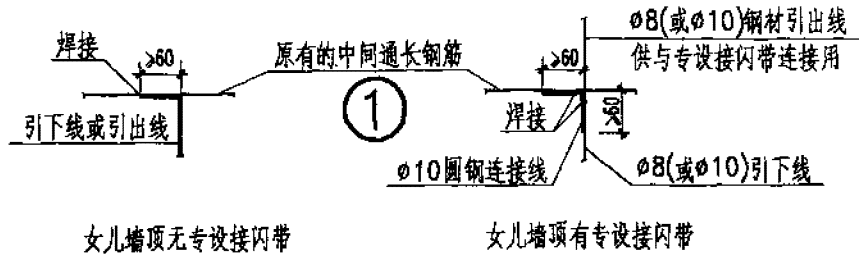 焊接
>60
原有的中间通长钢筋
引下线或引出线
女儿墙顶无专设接闪带
1
ø8(或ø10)钢材引出线
供与专设接闪带连接用
>60
>60
焊接
ø10圆钢连接线
ø8(或ø10)引下线
女儿墙顶有专设接闪带